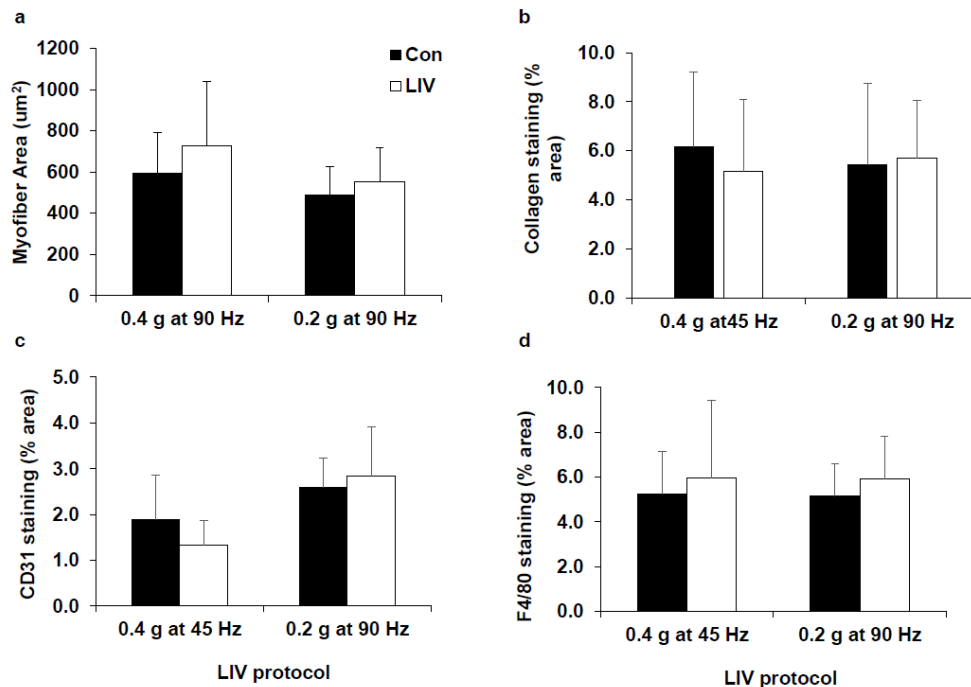 a
Myofiber Area (um²)
1200
1000
800
600
400
200
0
Con
LIV
0.4 g at 90 Hz
0.2 g at 90 Hz
b
Collagen staining (%
area)
10.0
8.0
6.0
4.0
2.0
0.0
0.4 g at45 Hz
0.2 g at 90 Hz
c
CD31 staining (% area)
5.0
4.0
3.0
2.0
1.0
0.0
0.4 g at 45 Hz
0.2 g at 90 Hz
LIV protocol
d
F4/80 staining (% area)
10.0
8.0
6.0
4.0
2.0
0.0
0.4 g at 45 Hz
0.2 g at 90 Hz
LIV protocol